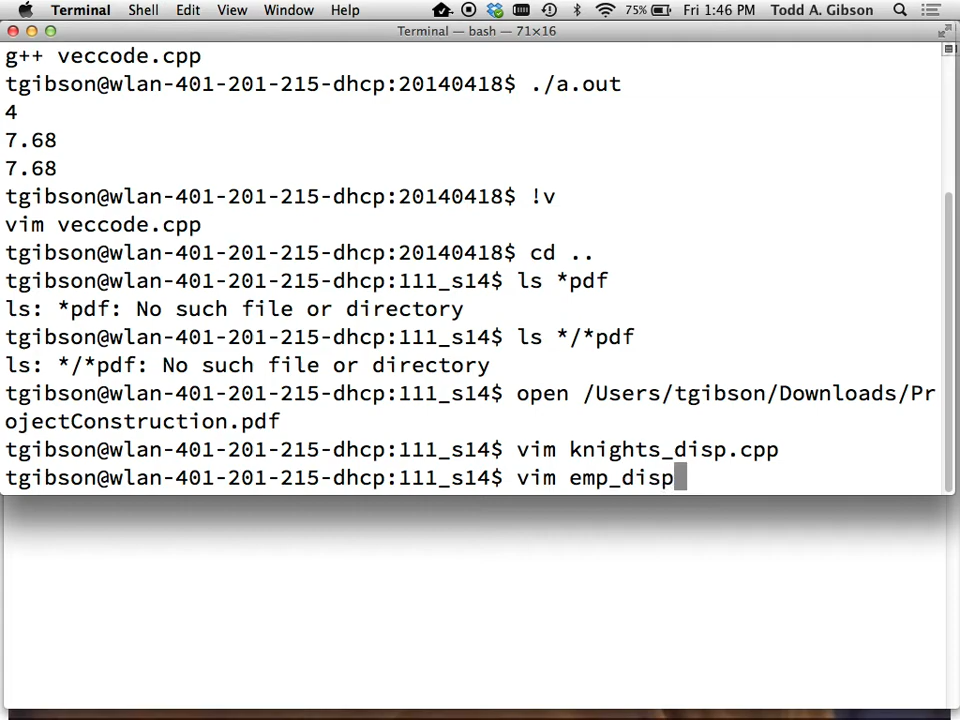 Terminal Shell Edit View Window Help 75% Fri 1:46 PM Todd A. Gibson
Terminal — bash — 71×16
g++ veccode.cpp
tgibson@wlan-401-201-215-dhcp:20140418$ ./a.out
4
7.68
7.68
tgibson@wlan-401-201-215-dhcp:20140418$ !v
vim veccode.cpp
tgibson@wlan-401-201-215-dhcp:20140418$ cd ..
tgibson@wlan-401-201-215-dhcp:111_s14$ ls *pdf
ls: *pdf: No such file or directory
tgibson@wlan-401-201-215-dhcp:111_s14$ ls */*pdf
ls: */*pdf: No such file or directory
tgibson@wlan-401-201-215-dhcp:111_s14$ open /Users/tgibson/Downloads/Pr
ojectConstruction.pdf
tgibson@wlan-401-201-215-dhcp:111_s14$ vim knights_disp.cpp
tgibson@wlan-401-201-215-dhcp:111_s14$ vim emp_disp